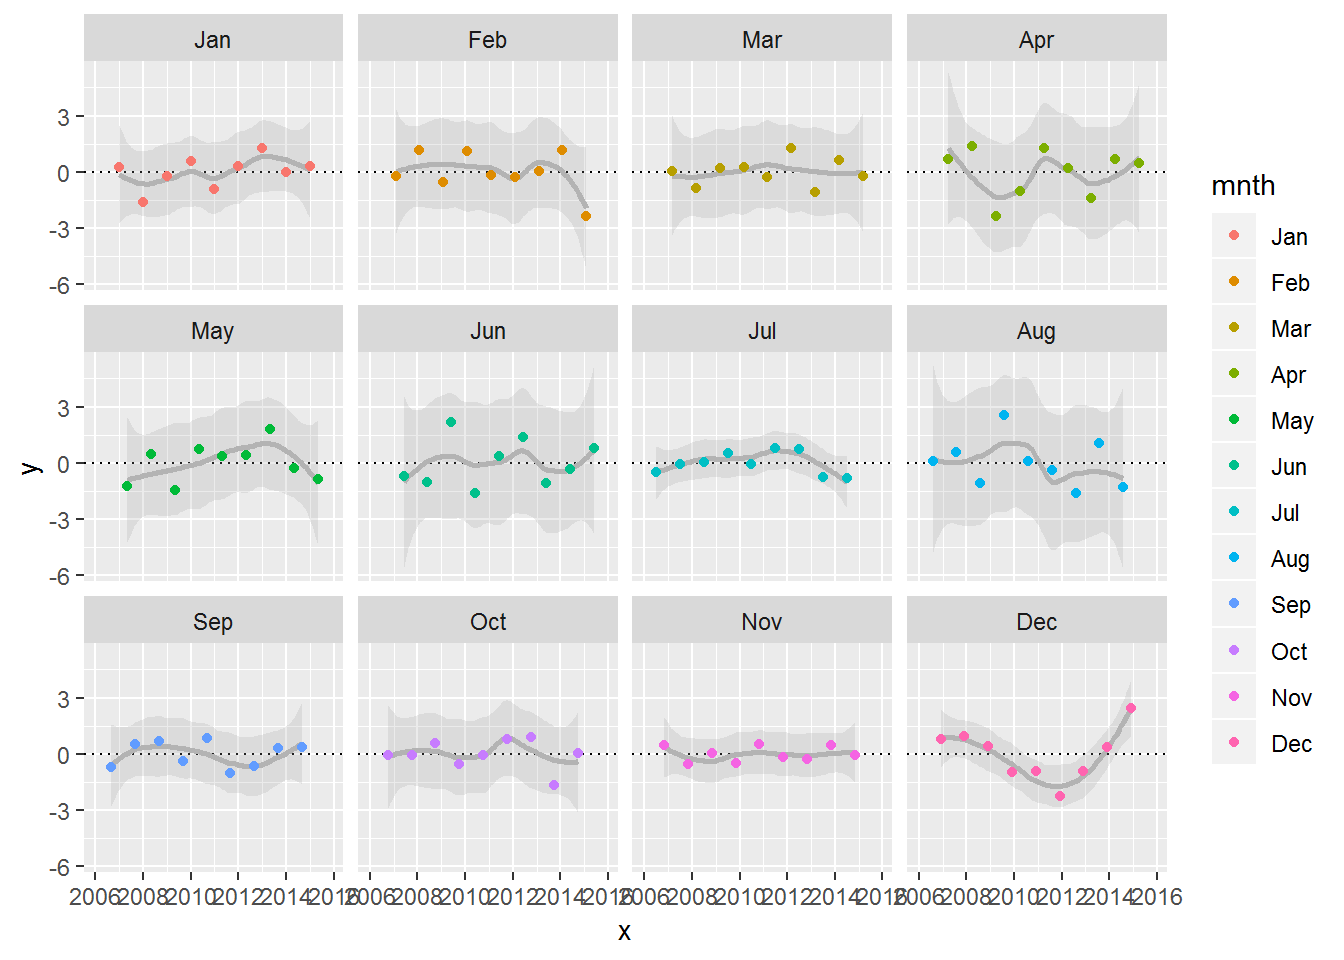 Jan Feb Mar Apr
3
0
-3
-6
May Jun Jul Aug
3
0
-3
-6
Sep Oct Nov Dec
3
0
-3
-6
2006 2008 2010 2012 2014 2016 2006 2008 2010 2012 2014 2016 2006 2008 2010 2012 2014 2016 2006 2008 2010 2012 2014 2016
x
y
mnth
Jan
Feb
Mar
Apr
May
Jun
Jul
Aug
Sep
Oct
Nov
Dec